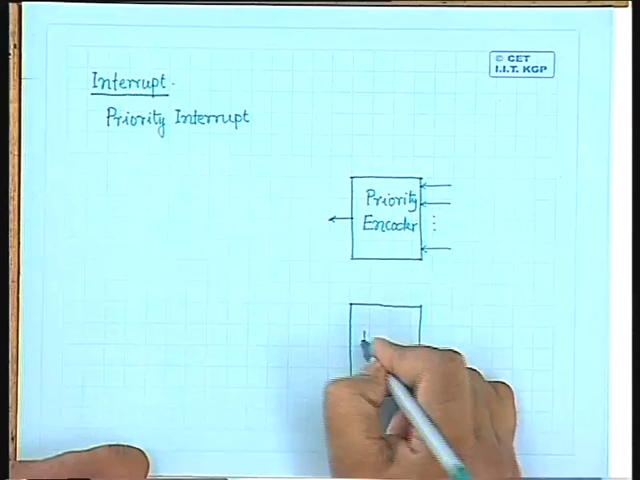 © CET
I.I.T. KGP
Interrupt.
Priority Interrupt
Priority
Encoder